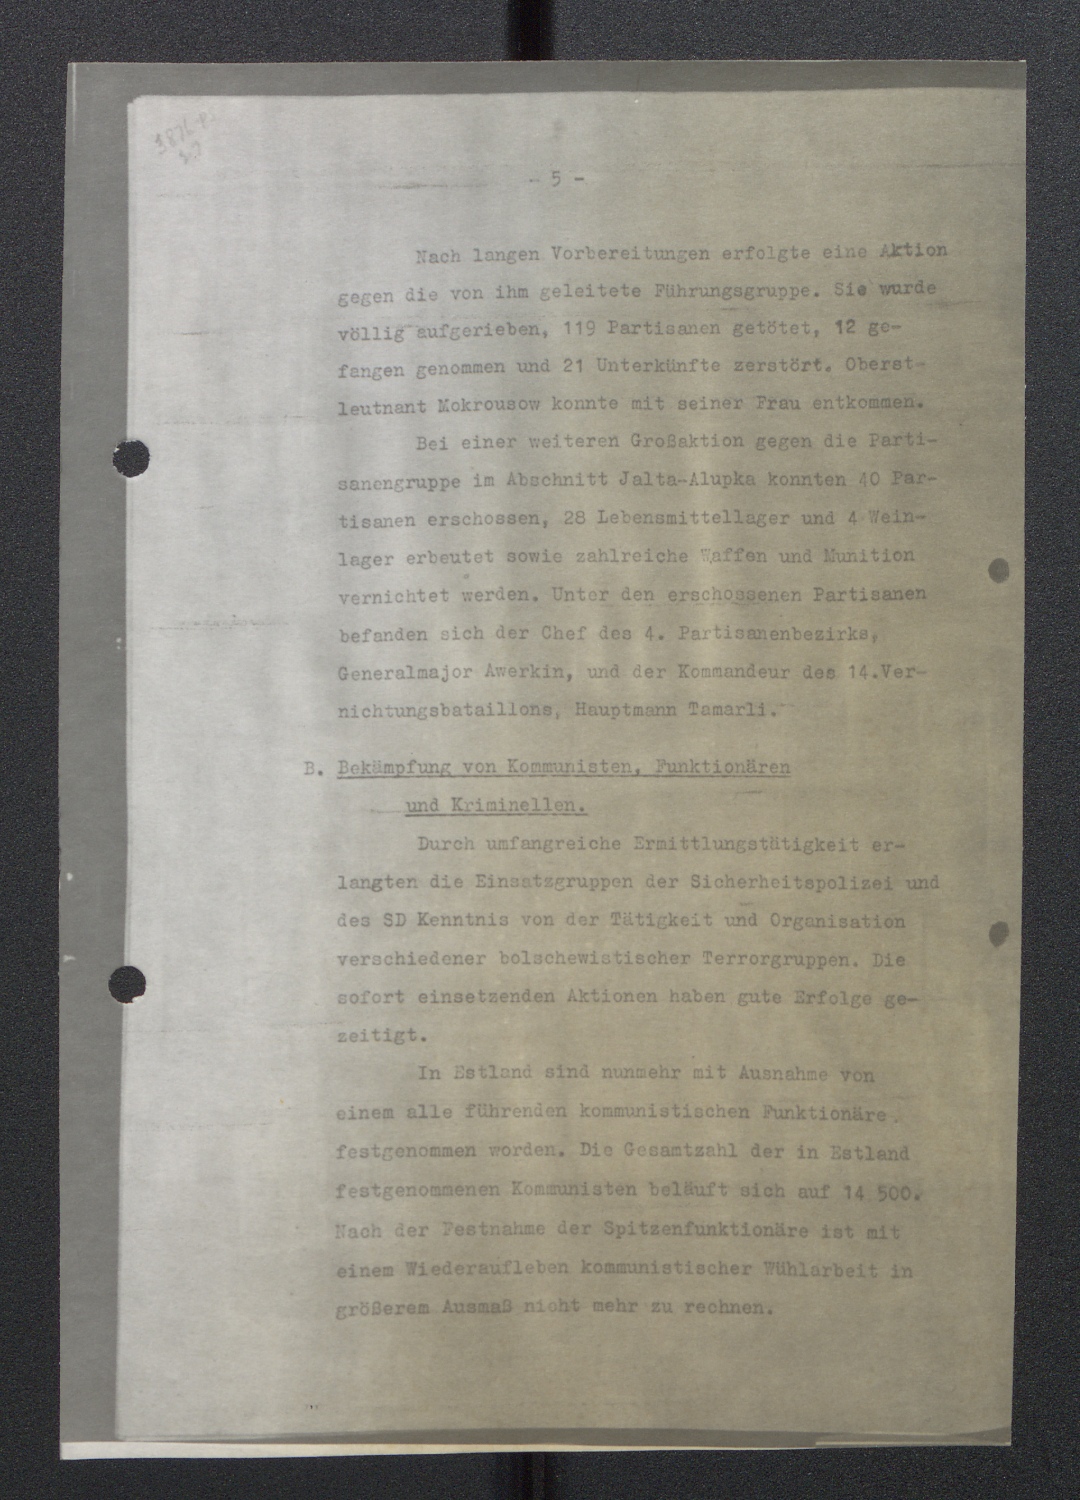 - 5 -
Nach langen Vorbereitungen erfolgte eine Aktion
gegen die von ihm geleitete Führungsgruppe. Sie wurde
völlig aufgerieben, 119 Partisanen getötet, 12 ge-
fangen genommen und 21 Unterkünfte zerstört. Oberst-
leutnant Mokrousow konnte mit seiner Frau entkommen.
Bei einer weiteren Großaktion gegen die Parti-
sanengruppe im Abschnitt Jalta-Alupka konnten 40 Par-
tisanen erschossen, 28 Lebensmittellager und 4 Wein-
lager erbeutet sowie zahlreiche Waffen und Munition
vernichtet werden. Unter den erschossenen Partisanen
befanden sich der Chef des 4. Partisanenbezirks,
Generalmajor Awerkin, und der Kommandeur des 14.Ver-
nichtungsbataillons, Hauptmann Tamarli.
B. Bekämpfung von Kommunisten, Funktionären
und Kriminellen.
Durch umfangreiche Ermittlungstätigkeit er-
langten die Einsatzgruppen der Sicherheitspolizei und
des SD Kenntnis von der Tätigkeit und Organisation
verschiedener bolschewistischer Terrorgruppen. Die
sofort einsetzenden Aktionen haben gute Erfolge ge-
zeitigt.
In Estland sind nunmehr mit Ausnahme von
einem alle führenden kommunistischen Funktionäre
festgenommen worden. Die Gesamtzahl der in Estland
festgenommenen Kommunisten beläuft sich auf 14 500.
Nach der Festnahme der Spitzenfunktionäre ist mit
einem Wiederaufleben kommunistischer Wühlarbeit in
größerem Ausmaß nicht mehr zu rechnen.